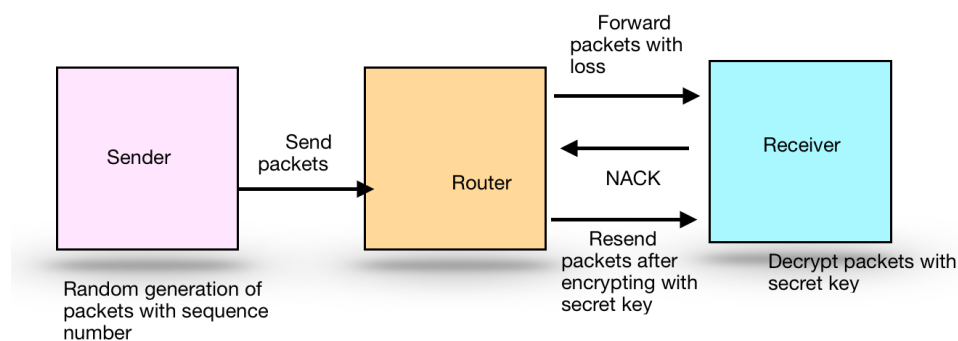 Forward
packets with
loss
Sender
Send
packets
Router
Receiver
NACK
Resend
packets after
encrypting with
secret key
Decrypt packets with
secret key
Random generation of
packets with sequence
number